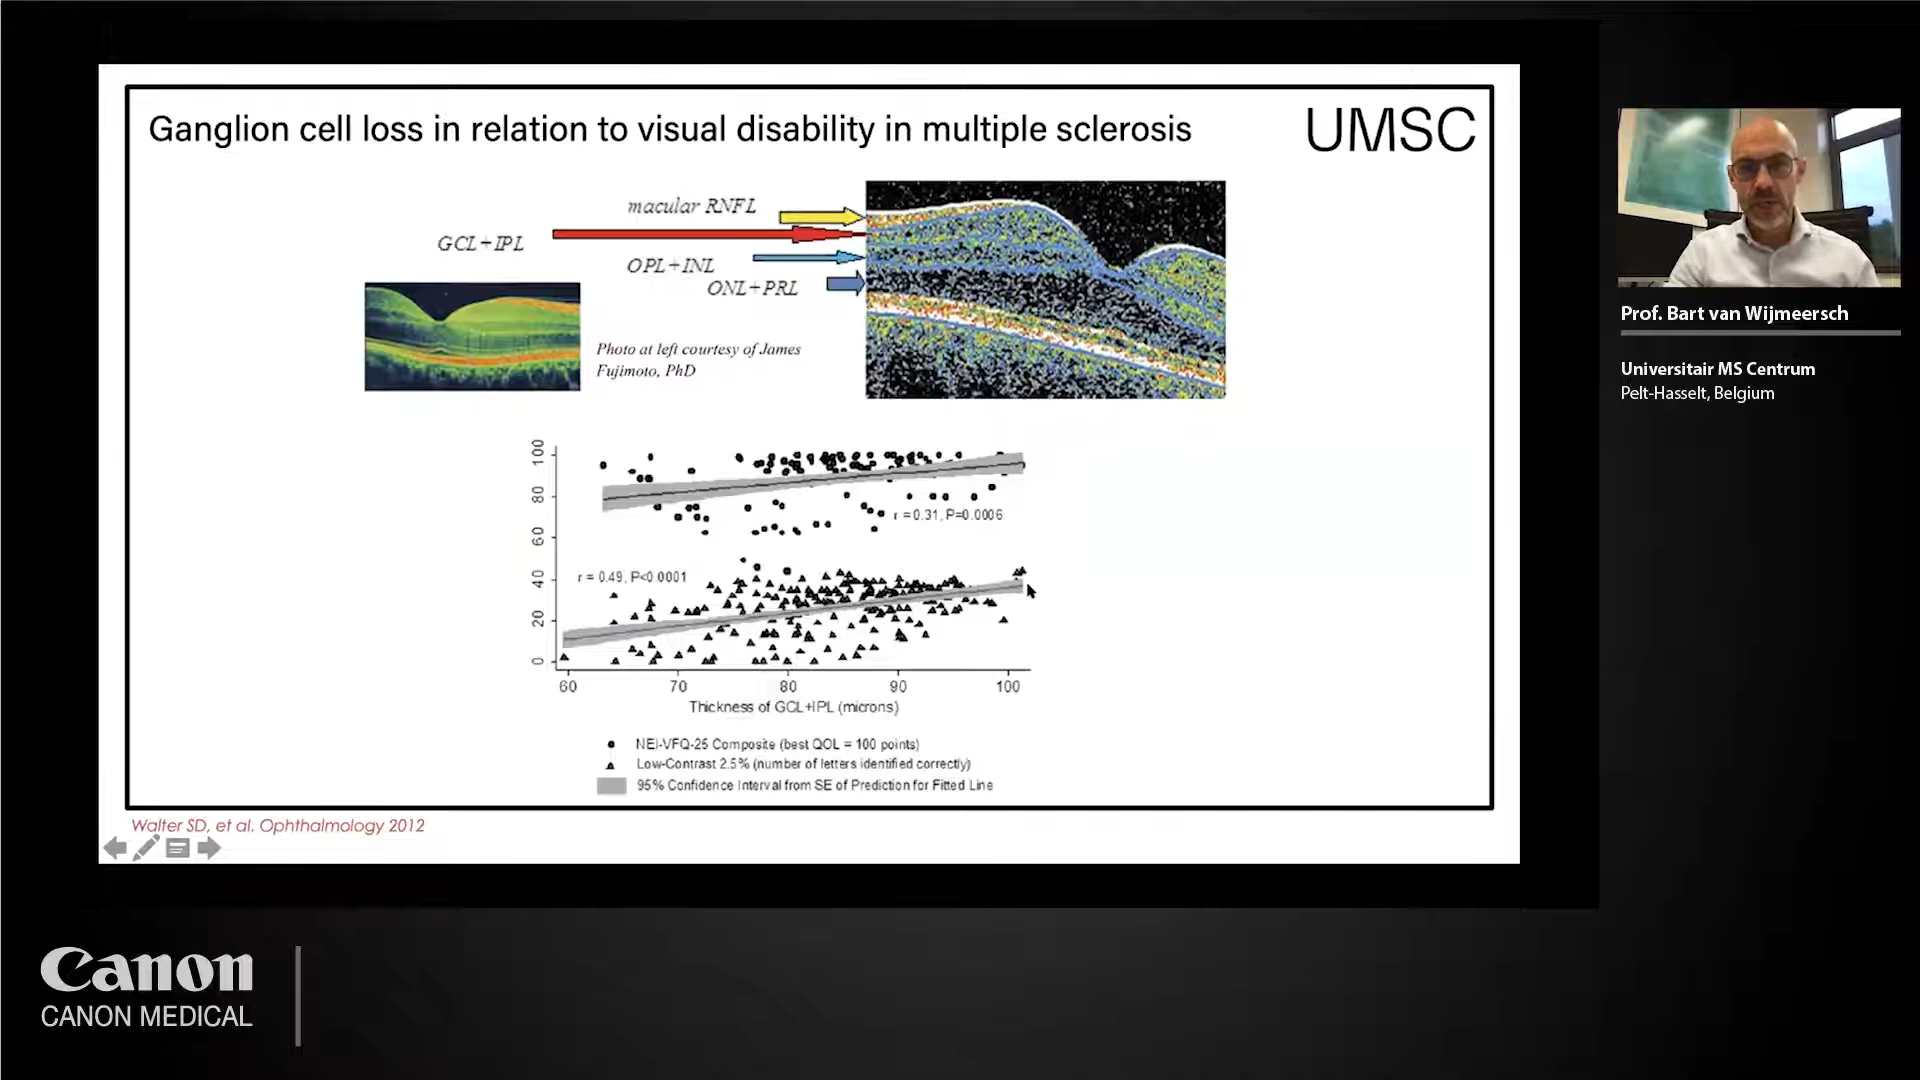 Ganglion cell loss in relation to visual disability in multiple sclerosis
UMSC
macular RNFL
GCL+IPL
OPL+INL
ONL+PRL
Photo at left courtesy of James
Fujimoto, PhD
100
80
60
40
20
0
r = 0.31, P=0.0006
r = 0.49, P<0.0001
60 70 80 90 100
Thickness of GCL+IPL (microns)
NEI-VFQ-25 Composite (best QOL = 100 points)
Low-Contrast 2.5% (number of letters identified correctly)
95% Confidence Interval from SE of Prediction for Fitted Line
Walter SD, et al. Ophthalmology 2012
Prof. Bart van Wijmeersch
Universitair MS Centrum
Pelt-Hasselt, Belgium
Canon
CANON MEDICAL